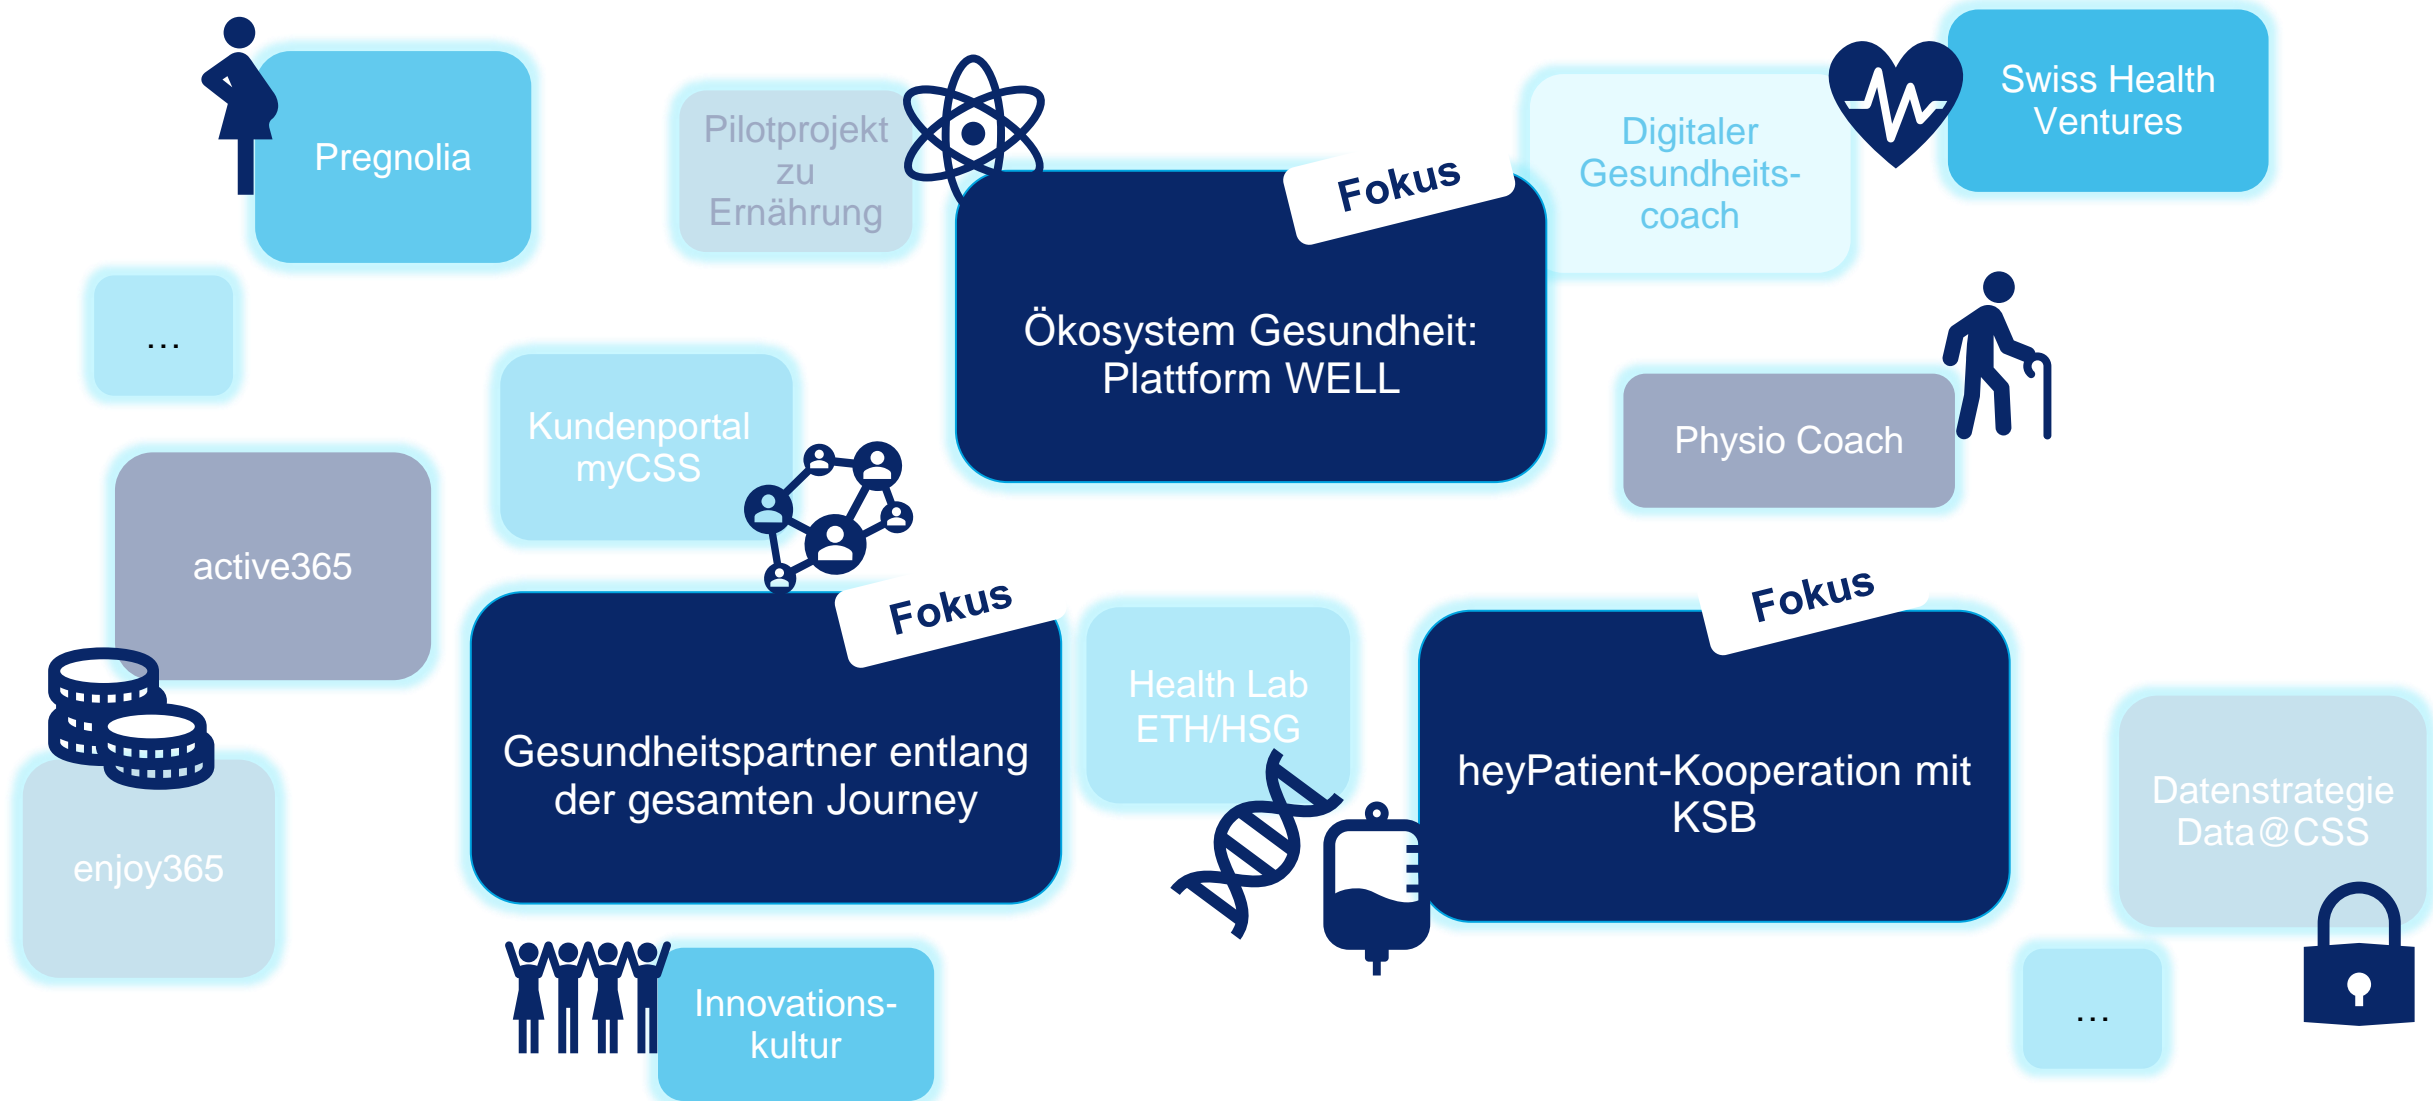 Pregnolia
Pilotprojekt
zu
Ernährung
Fokus
Ökosystem Gesundheit:
Plattform WELL
Digitaler
Gesundheits-
coach
Swiss Health
Ventures
…
Kundenportal
myCSS
Physio Coach
active365
Fokus
Gesundheitspartner entlang
der gesamten Journey
Health Lab
ETH/HSG
Fokus
heyPatient-Kooperation mit
KSB
Datenstrategie
Data@CSS
enjoy365
Innovations-
kultur
…